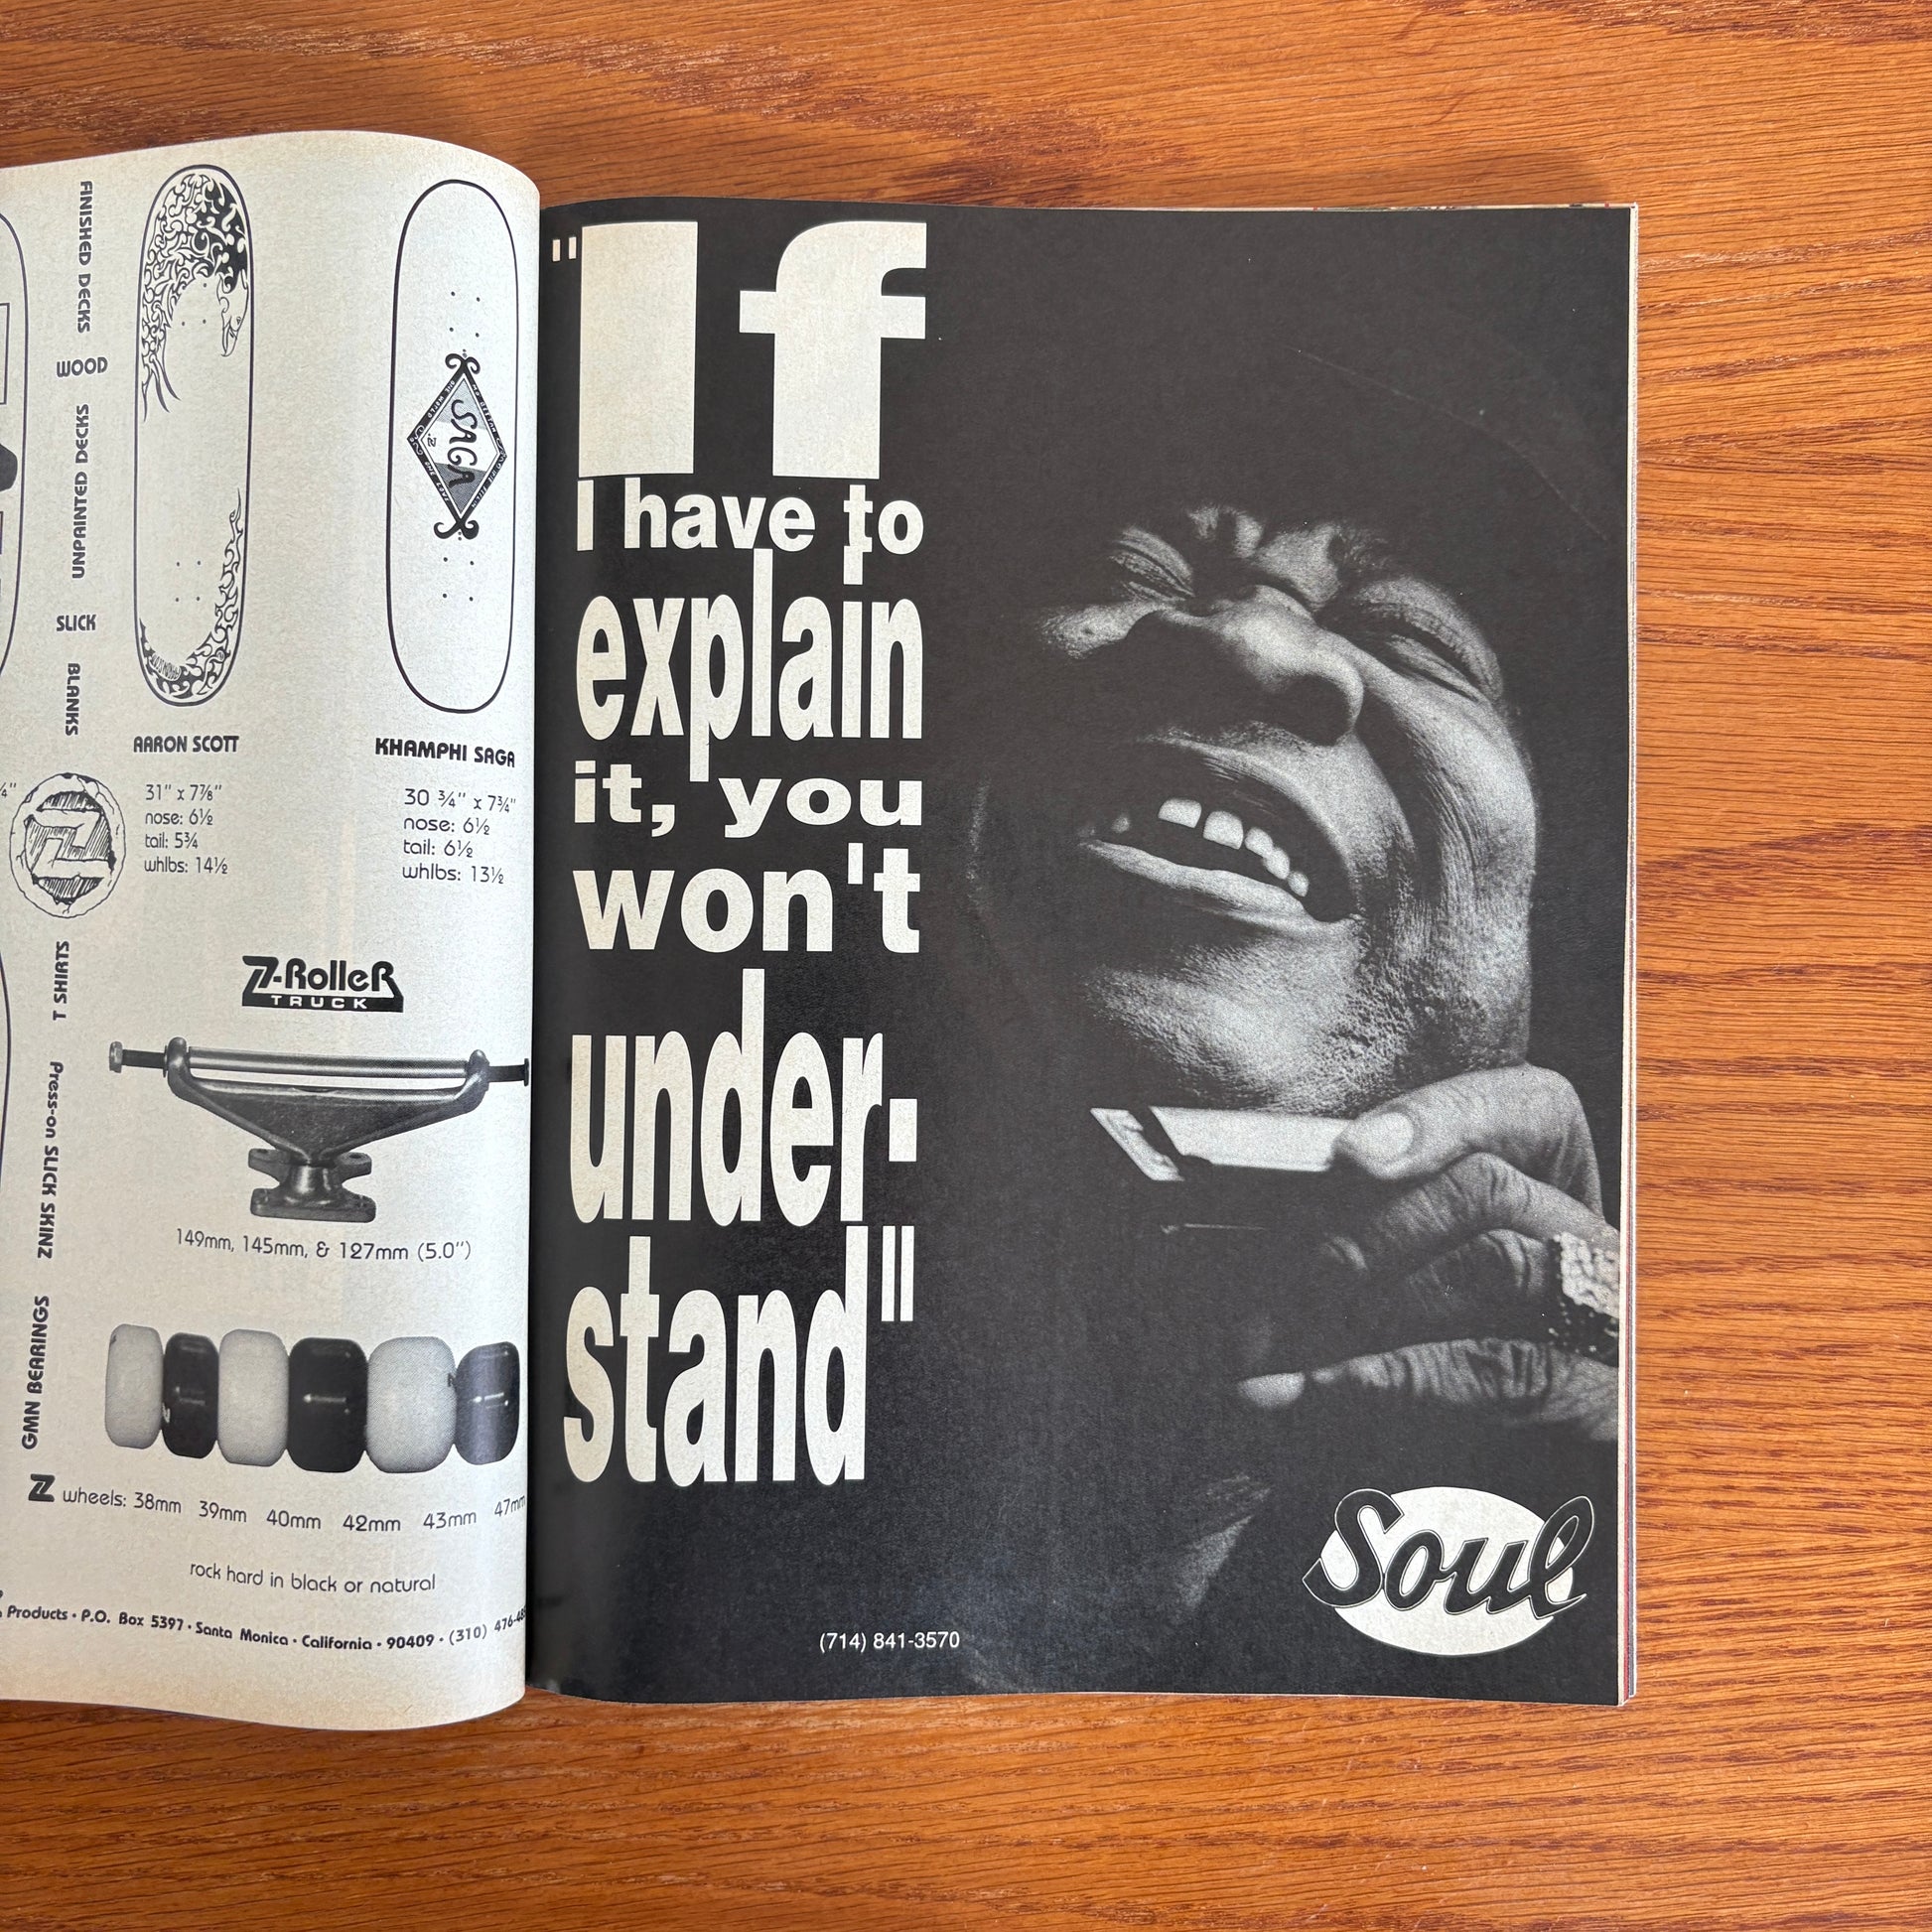 FINISHED DECKS
WOOD
UNPRINTED DECKS
SLICK
BLANKS
T SHIRTS
Press-on SLICK SKINZ
GMN BEARINGS
SAGA
AARON SCOTT
31" x 7⅞"
nose: 6½
tail: 5¾
whlbs: 14½
KHAMPHI SAGA
30 ¾" x 7¾"
nose: 6½
tail: 6½
whlbs: 13½
Z
Z-Roller
TRUCK
149mm, 145mm, & 127mm (5.0")
Z wheels: 38mm 39mm 40mm 42mm 43mm 47mm
rock hard in black or natural
Products • P.O. Box 5397 • Santa Monica • California • 90409 • (310) 476-48
"If
I have to
explain
it, you
won't
under-
stand"
Soul
(714) 841-3570